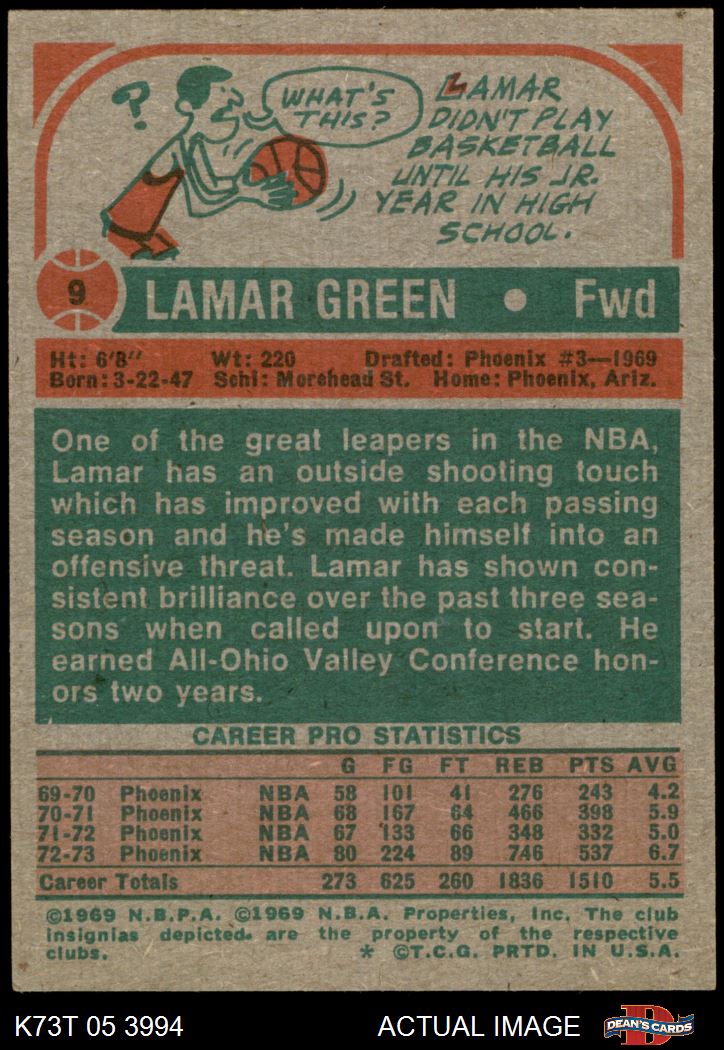 ?
WHAT'S
THIS?
LAMAR
DIDN'T PLAY
BASKETBALL
UNTIL HIS JR.
YEAR IN HIGH
SCHOOL.
9 LAMAR GREEN • Fwd
Ht: 6'8" Wt: 220 Drafted: Phoenix #3—1969
Born: 3-22-47 Schl: Morehead St. Home: Phoenix, Ariz.
One of the great leapers in the NBA,
Lamar has an outside shooting touch
which has improved with each passing
season and he's made himself into an
offensive threat. Lamar has shown con-
sistent brilliance over the past three sea-
sons when called upon to start. He
earned All-Ohio Valley Conference hon-
ors two years.
CAREER PRO STATISTICS
G FG FT REB PTS AVG
69-70 Phoenix NBA 58 101 41 276 243 4.2
70-71 Phoenix NBA 68 167 64 466 398 5.9
71-72 Phoenix NBA 67 133 66 348 332 5.0
72-73 Phoenix NBA 80 224 89 746 537 6.7
Career Totals 273 625 260 1836 1510 5.5
©1969 N.B.P.A. ©1969 N.B.A. Properties, Inc. The club
insignias depicted. are the property of the respective
clubs. * ©T.C.G. PRTD. IN U.S.A.
K73T 05 3994 ACTUAL IMAGE D DEAN'S CARDS